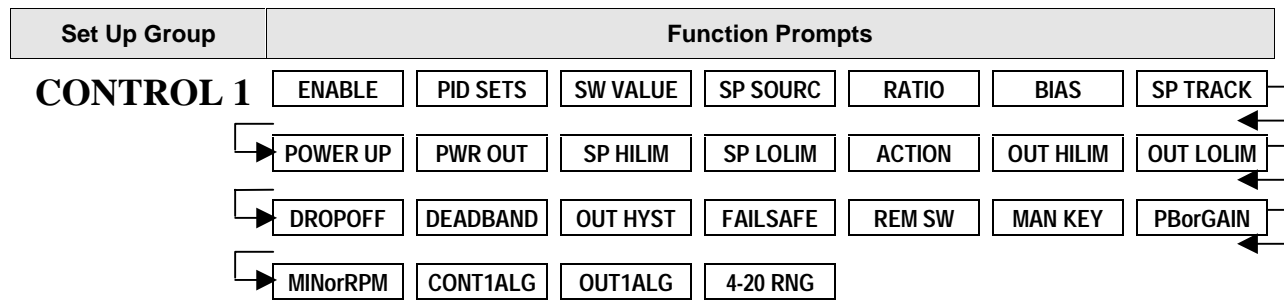 Set Up Group Function Prompts
CONTROL 1 ENABLE PID SETS SW VALUE SP SOURC RATIO BIAS SP TRACK
POWER UP PWR OUT SP HILIM SP LOLIM ACTION OUT HILIM OUT LOLIM
DROPOFF DEADBAND OUT HYST FAILSAFE REM SW MAN KEY PBorGAIN
MINorRPM CONT1ALG OUT1ALG 4-20 RNG